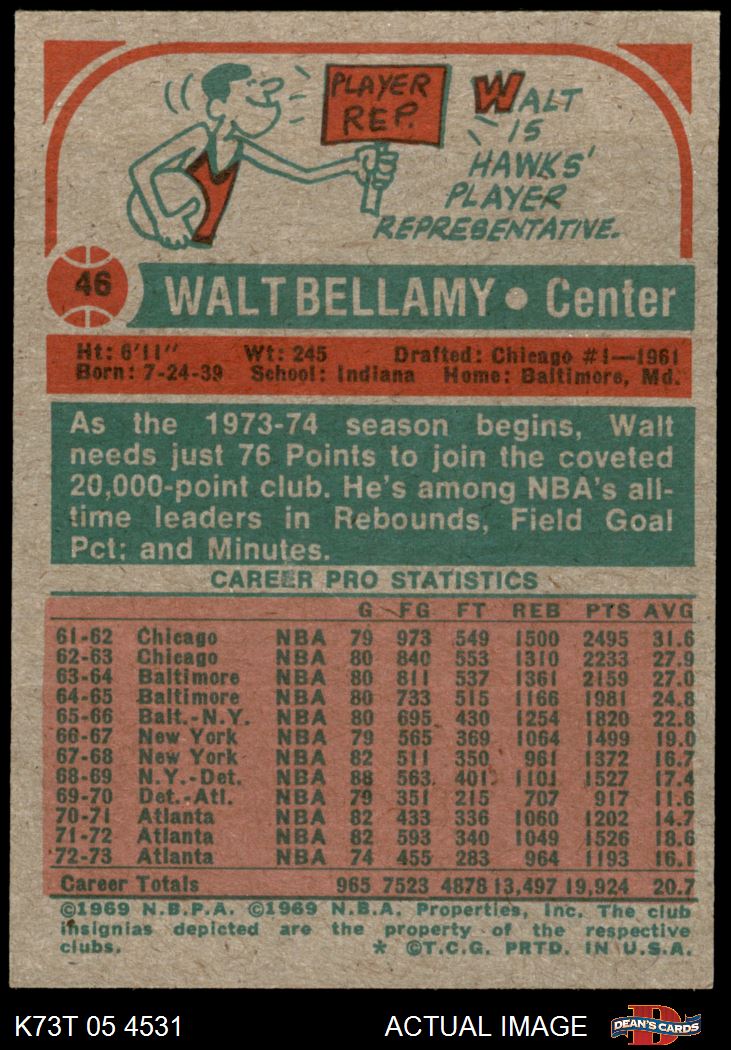 PLAYER
REP.
WALT
IS
HAWKS'
PLAYER
REPRESENTATIVE.
46
WALT BELLAMY • Center
Ht: 6'11" Wt: 245 Drafted: Chicago #1—1961
Born: 7-24-39 School: Indiana Home: Baltimore, Md.
As the 1973-74 season begins, Walt
needs just 76 Points to join the coveted
20,000-point club. He's among NBA's all-
time leaders in Rebounds, Field Goal
Pct; and Minutes.
CAREER PRO STATISTICS
G FG FT REB PTS AVG
61-62 Chicago NBA 79 973 549 1500 2495 31.6
62-63 Chicago NBA 80 840 553 1310 2233 27.9
63-64 Baltimore NBA 80 811 537 1361 2159 27.0
64-65 Baltimore NBA 80 733 515 1166 1981 24.8
65-66 Balt.-N.Y. NBA 80 695 430 1254 1820 22.8
66-67 New York NBA 79 565 369 1064 1499 19.0
67-68 New York NBA 82 511 350 961 1372 16.7
68-69 N.Y.-Det. NBA 88 563 401 1101 1527 17.4
69-70 Det.-Atl. NBA 79 351 215 707 917 11.6
70-71 Atlanta NBA 82 433 336 1060 1202 14.7
71-72 Atlanta NBA 82 593 340 1049 1526 18.6
72-73 Atlanta NBA 74 455 283 964 1193 16.1
Career Totals 965 7523 4878 13,497 19,924 20.7
©1969 N.B.P.A. ©1969 N.B.A. Properties, Inc. The club
insignias depicted are the property of the respective
clubs. * ©T.C.G. PRTD. IN U.S.A.
K73T 05 4531 ACTUAL IMAGE
D
DEAN'S CARDS